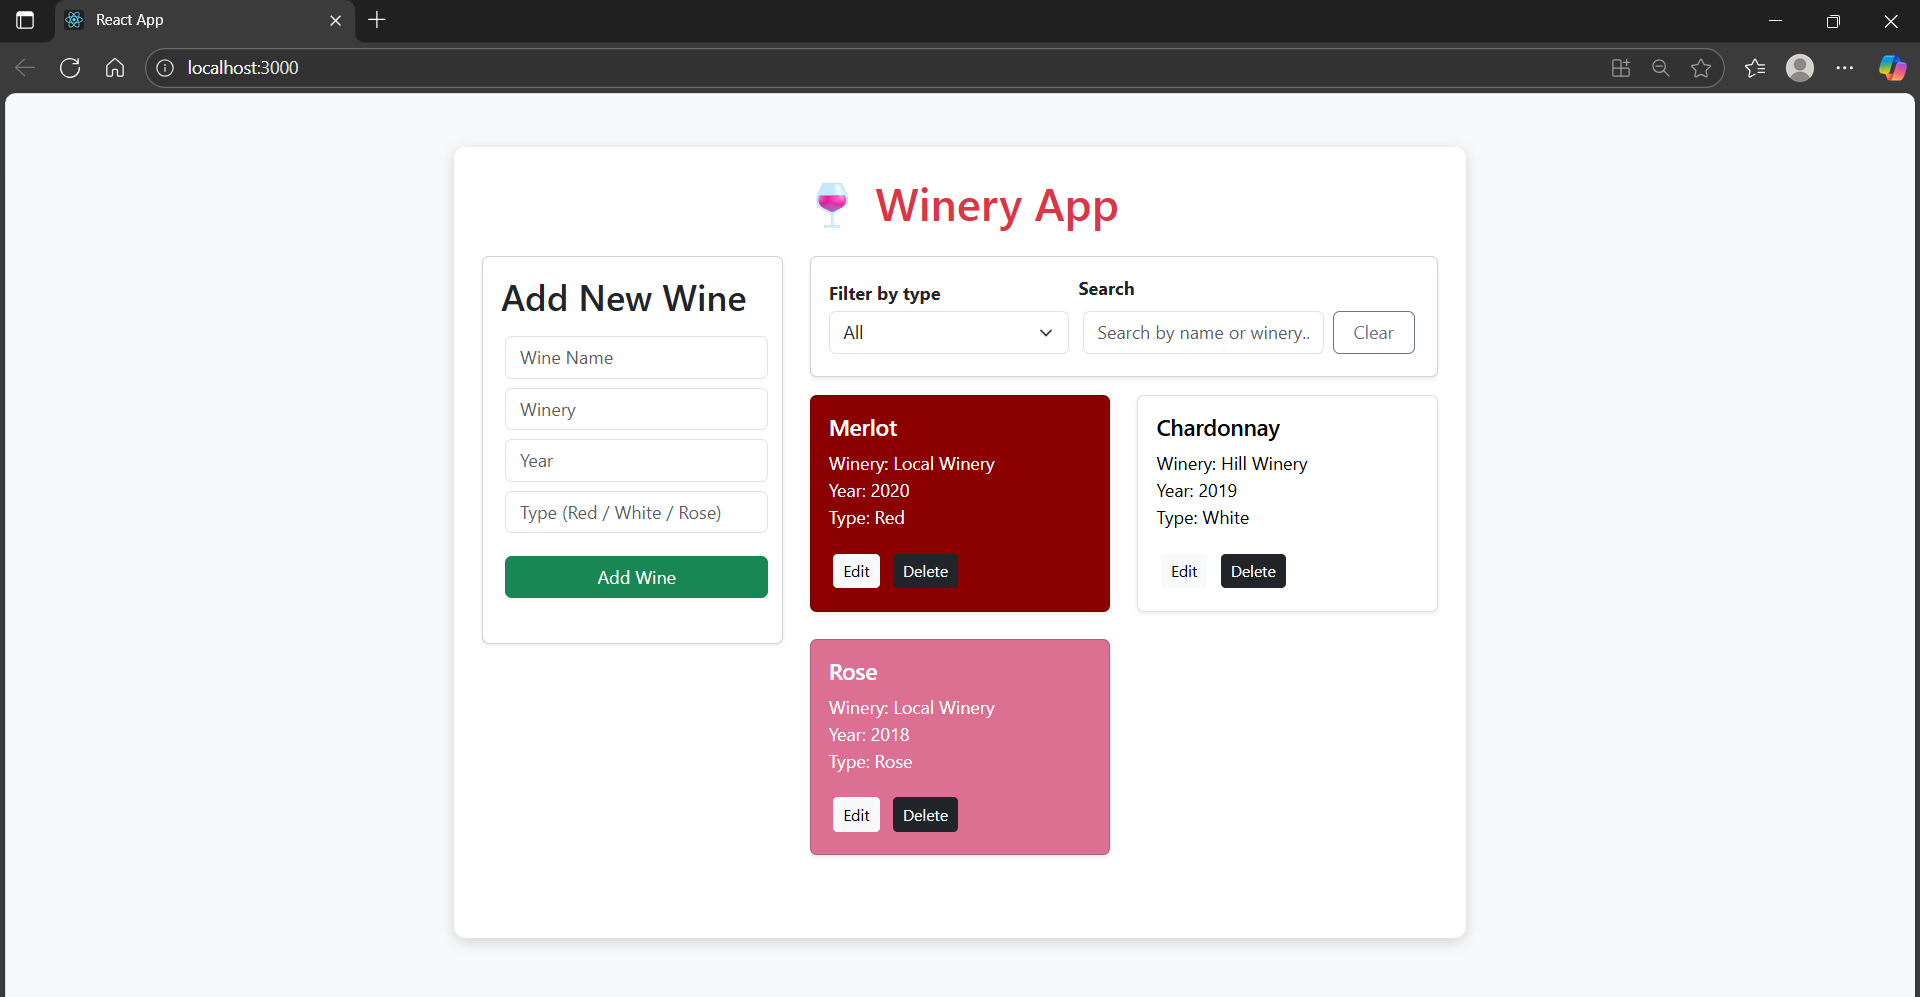 React App
localhost:3000
Winery App
Add New Wine
Wine Name
Winery
Year
Type (Red / White / Rose)
Add Wine
Filter by type
Search
All
Search by name or winery..
Clear
Merlot
Winery: Local Winery
Year: 2020
Type: Red
Edit
Delete
Chardonnay
Winery: Hill Winery
Year: 2019
Type: White
Edit
Delete
Rose
Winery: Local Winery
Year: 2018
Type: Rose
Edit
Delete